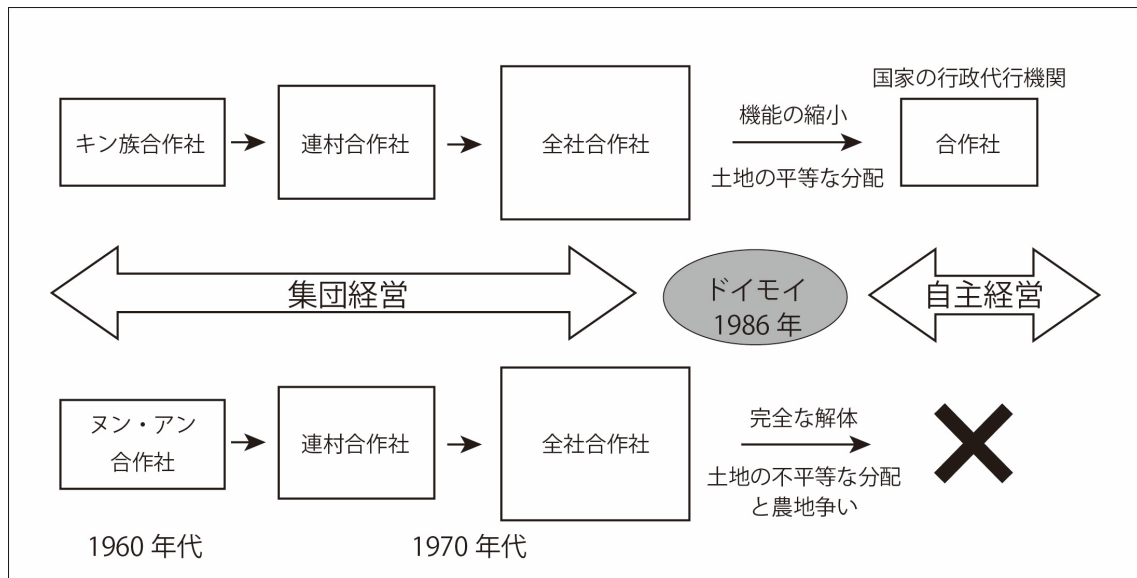 国家の行政代行機関
キン族合作社
連村合作社
全社合作社
機能の縮小
土地の平等な分配
合作社
集団経営
ドイモイ
1986 年
自主経営
ヌン・アン
合作社
連村合作社
全社合作社
完全な解体
土地の不平等な分配
と農地争い
1960 年代
1970 年代